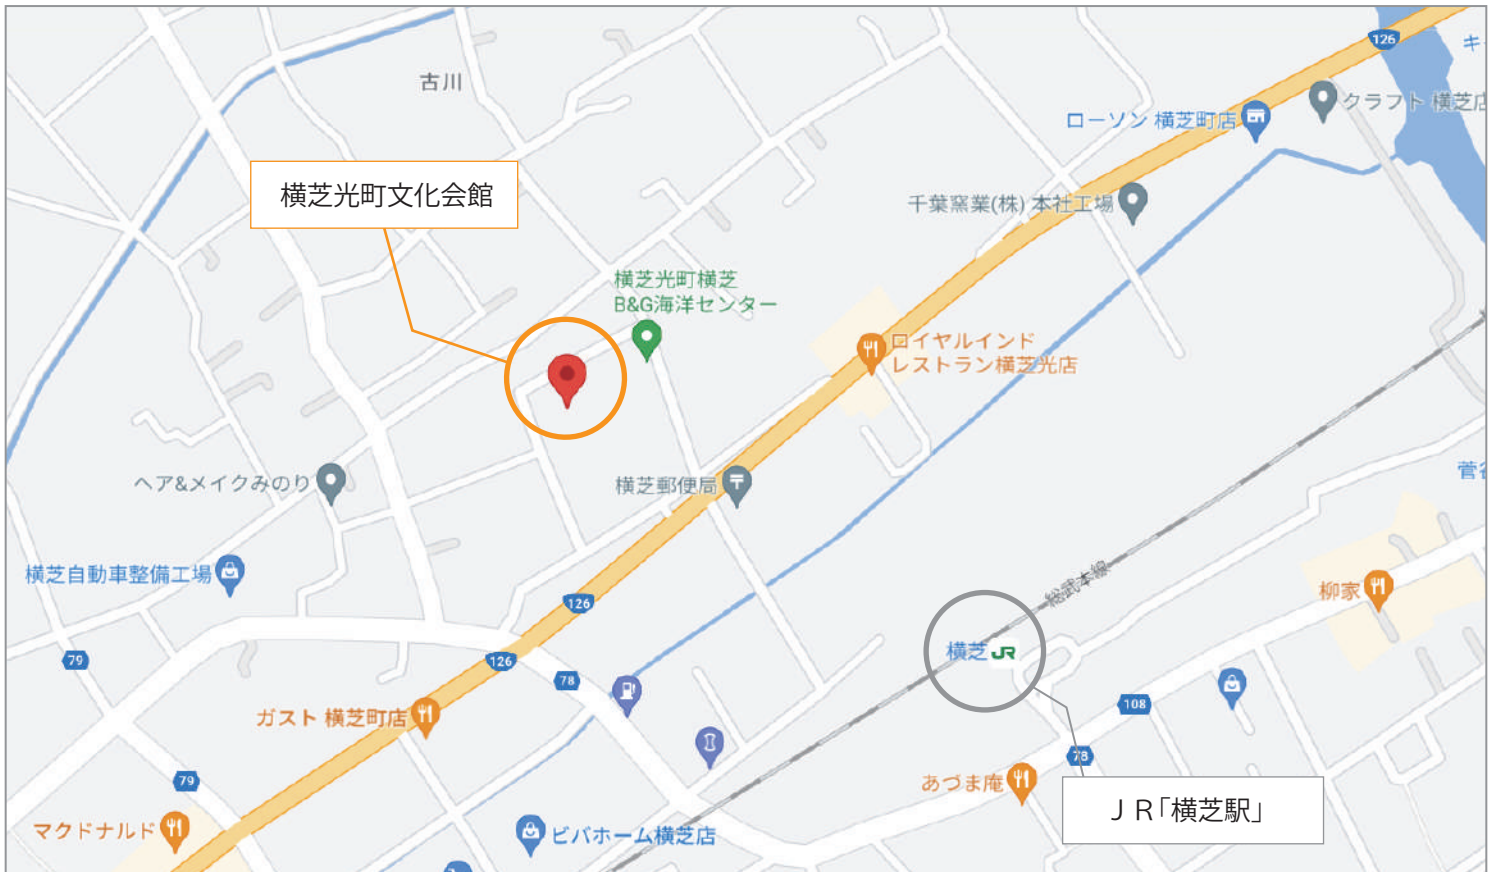 126
キ
古川
クラフト 横芝店
ローソン 横芝町店
横芝光町文化会館
千葉窯業(株) 本社工場
横芝光町横芝
B&G海洋センター
ロイヤルインド
レストラン横芝光店
ヘア&メイクみのり
横芝郵便局
菅谷
横芝自動車整備工場
総武本線
柳家
126
横芝 JR
79
126
78
ガスト 横芝町店
108
78
79
あづま庵
JR「横芝駅」
マクドナルド
ビバホーム横芝店